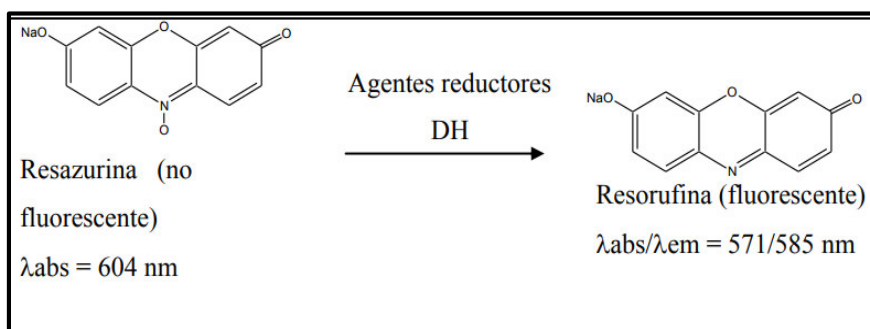 NaO
O
O
N
O
Resazurina (no
fluorescente)
λabs = 604 nm
Agentes reductores
DH
NaO
O
O
N
Resorufina (fluorescente)
λabs/λem = 571/585 nm